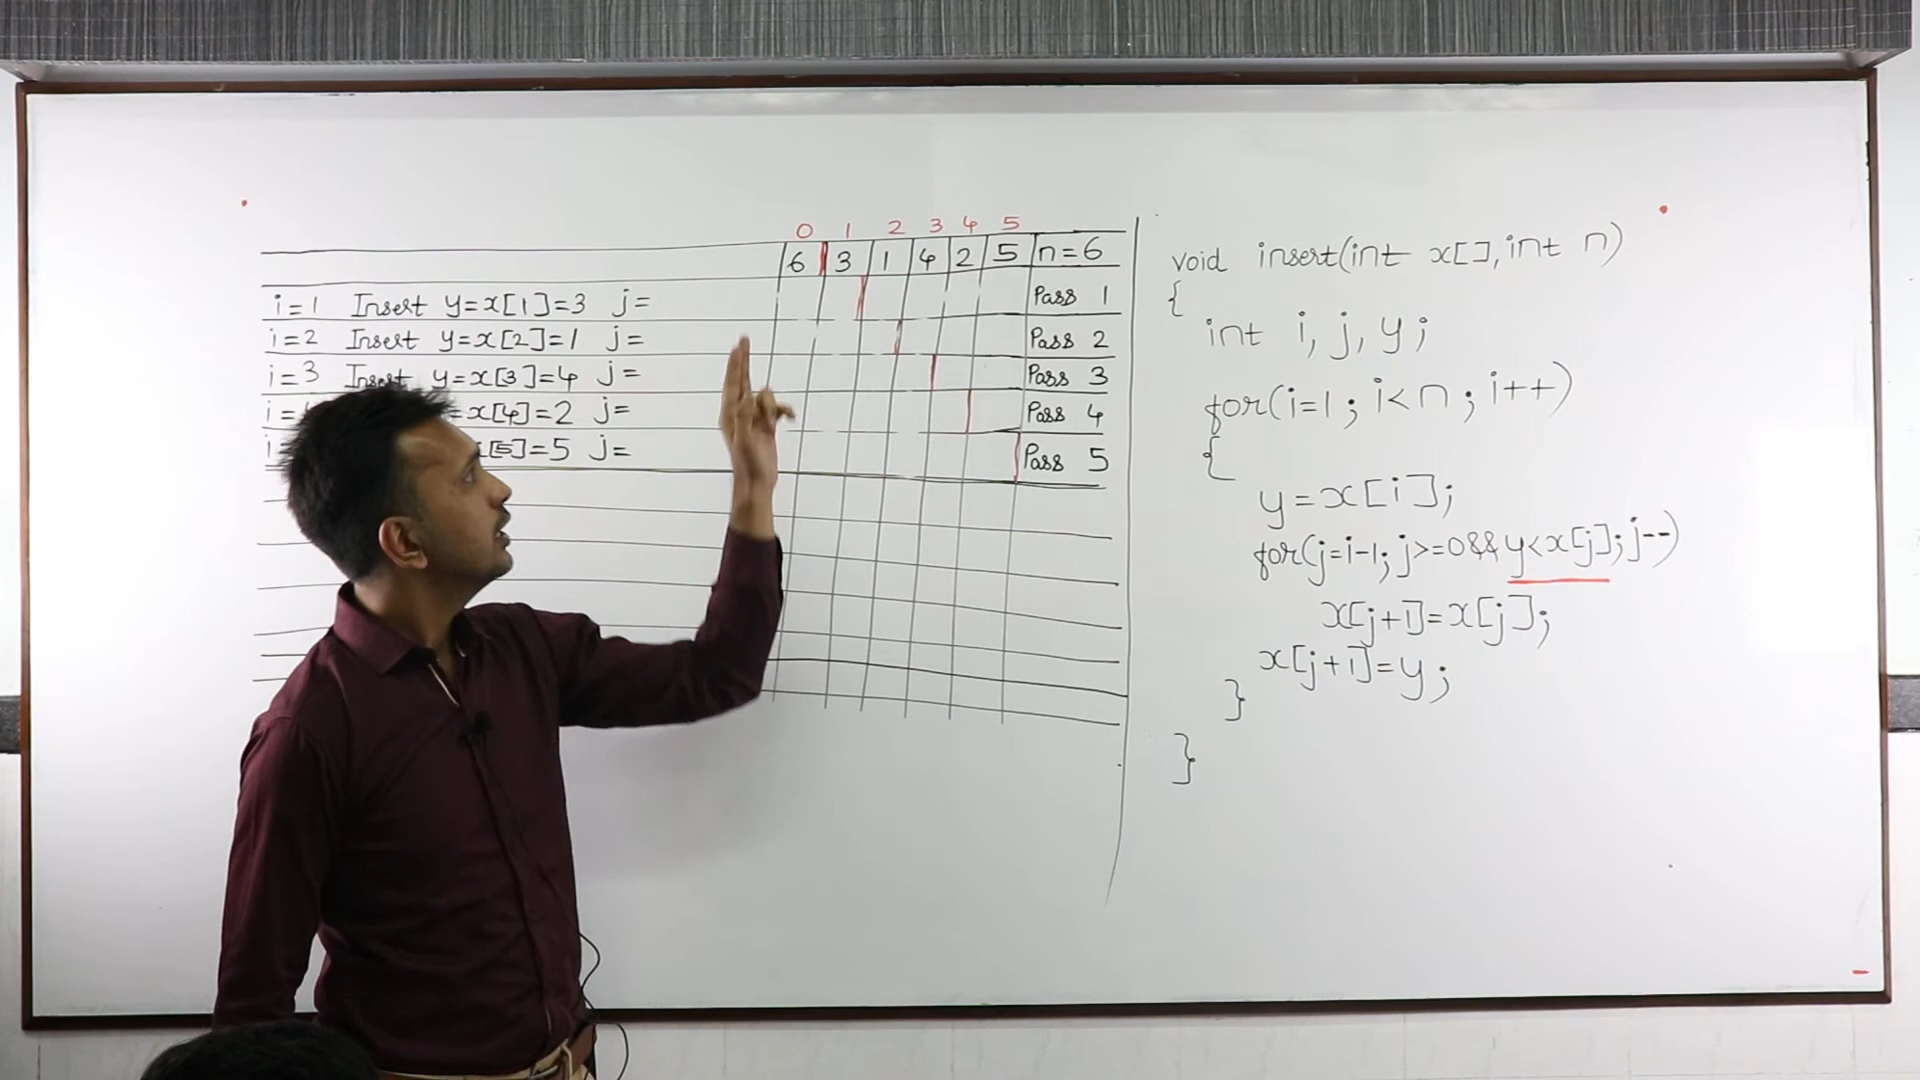 0 1 2 3 4 5
6 3 1 4 2 5 n=6
i=1 Insert y=x[1]=3 j= Pass 1
i=2 Insert y=x[2]=1 j= Pass 2
i=3 Insert y=x[3]=4 j= Pass 3
i= =x[4]=2 j= Pass 4
i= x[5]=5 j= Pass 5
void insert(int x[], int n)
{
int i, j, y;
for(i=1; i<n; i++)
{
y=x[i];
for(j=i-1; j>=0&&y<x[j]; j--)
x[j+1]=x[j];
x[j+1]=y;
}
}